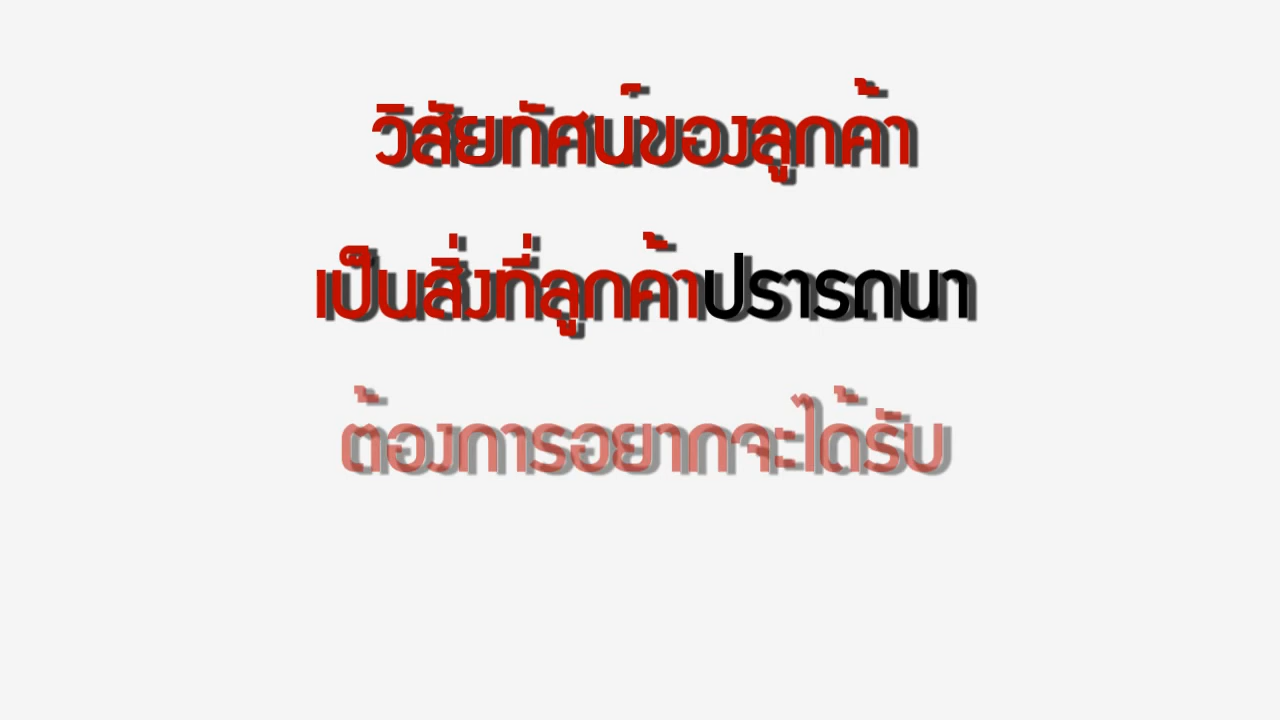 วิสัยทัศน์ของลูกค้า
เป็นสิ่งที่ลูกค้าปรารถนา
ต้องการอยากจะได้รับ